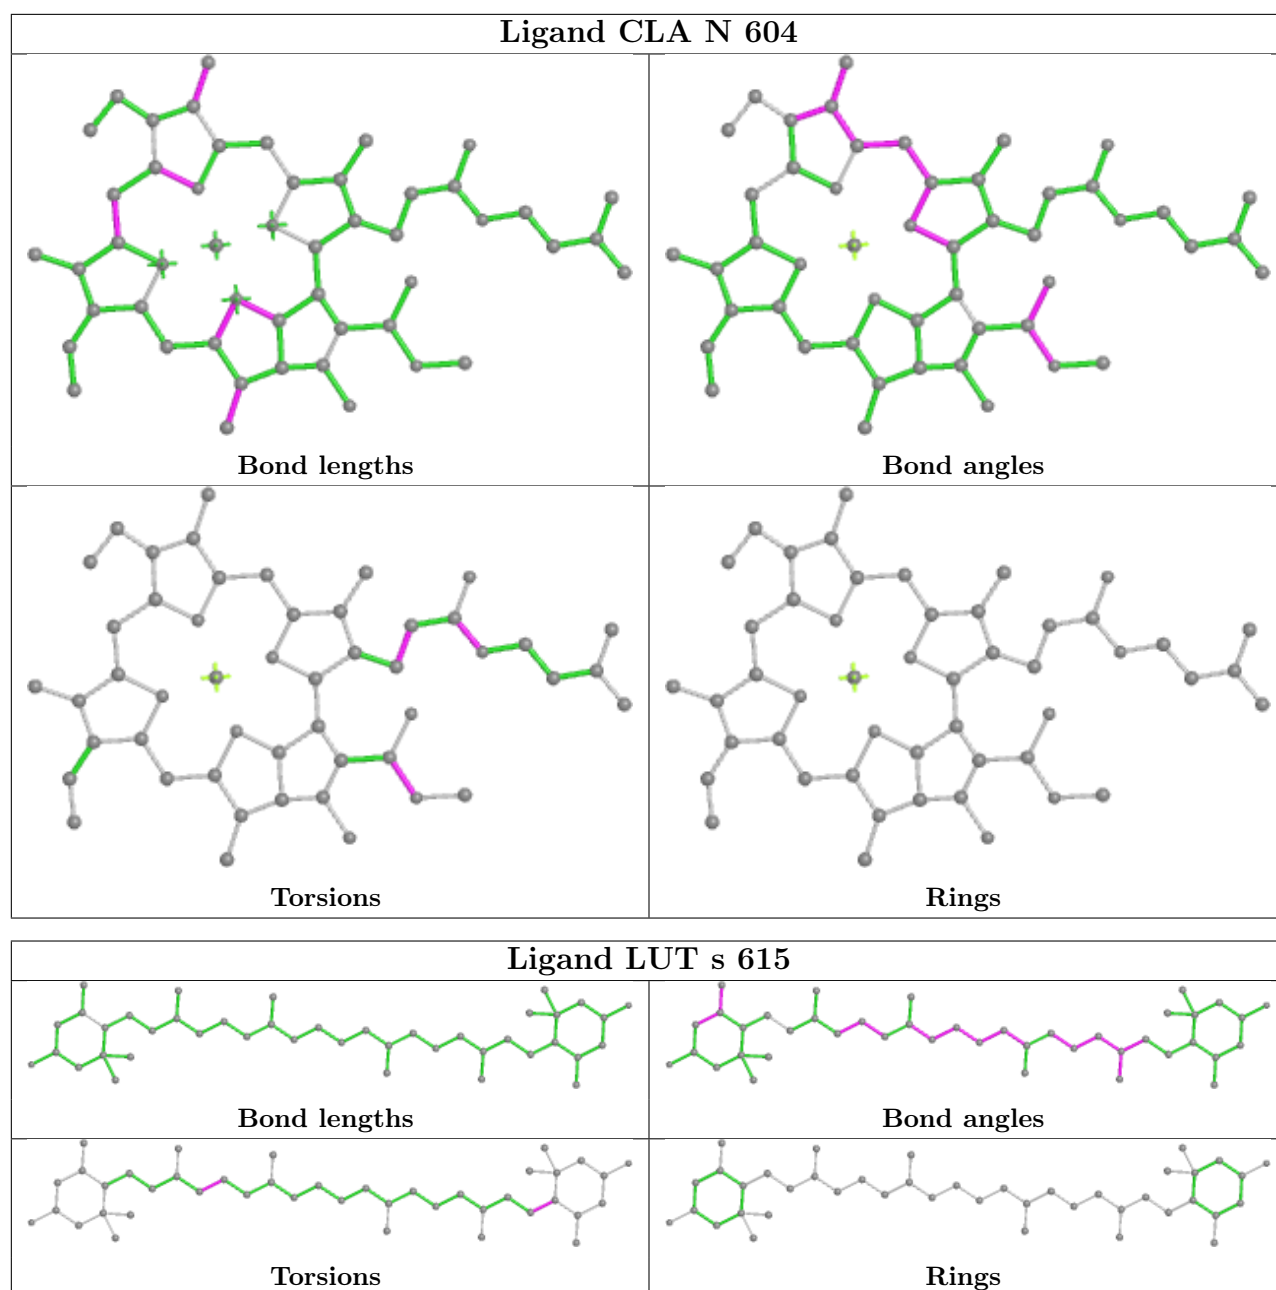 Ligand CLA N 604
Bond lengths
Bond angles
Torsions
Rings
Ligand LUT s 615
Bond lengths
Bond angles
Torsions
Rings